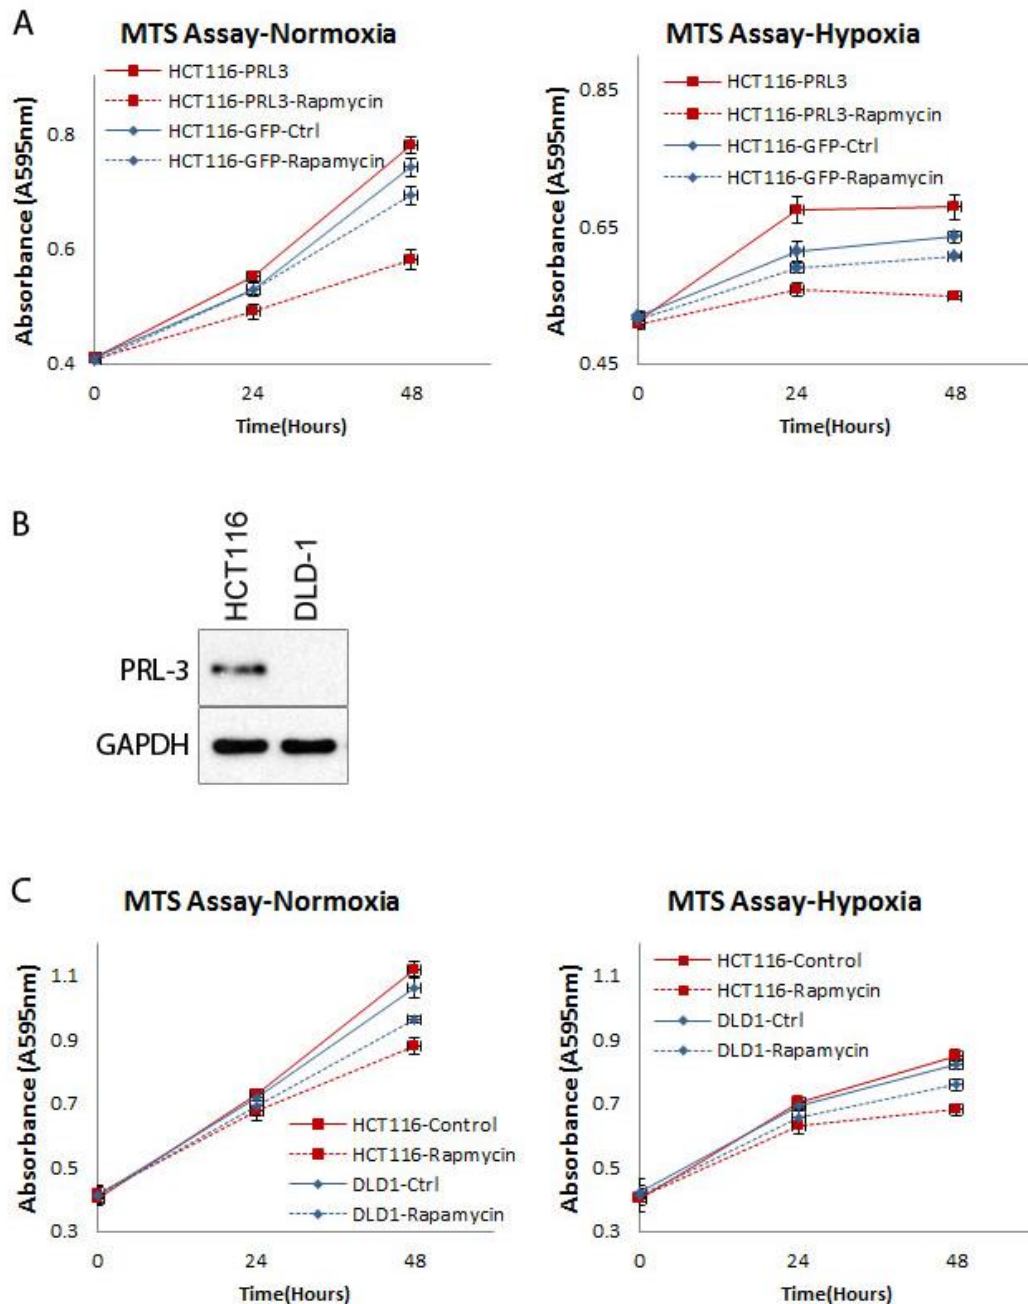 A
MTS Assay-Normoxia
HCT116-PRL3
HCT116-PRL3-Rapmycin
HCT116-GFP-Ctrl
HCT116-GFP-Rapamycin
Absorbance (A595nm)
0.8
0.6
0.4
0 24 48
Time(Hours)
MTS Assay-Hypoxia
HCT116-PRL3
HCT116-PRL3-Rapmycin
HCT116-GFP-Ctrl
HCT116-GFP-Rapamycin
Absorbance (A595nm)
0.85
0.65
0.45
0 24 48
Time(Hours)
B
HCT116
DLD-1
PRL-3
GAPDH
C
MTS Assay-Normoxia
Absorbance (A595nm)
1.1
0.9
0.7
0.5
0.3
HCT116-Control
HCT116-Rapmycin
DLD1-Ctrl
DLD1-Rapamycin
0 24 48
Time(Hours)
MTS Assay-Hypoxia
HCT116-Control
HCT116-Rapmycin
DLD1-Ctrl
DLD1-Rapamycin
Absorbance (A595nm)
1.1
0.9
0.7
0.5
0.3
0 24 48
Time(Hours)